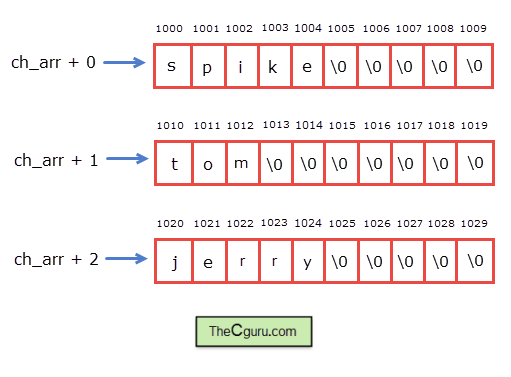 1000 1001 1002 1003 1004 1005 1006 1007 1008 1009
ch_arr + 0 s p i k e \0 \0 \0 \0 \0
1010 1011 1012 1013 1014 1015 1016 1017 1018 1019
ch_arr + 1 t o m \0 \0 \0 \0 \0 \0 \0
1020 1021 1022 1023 1024 1025 1026 1027 1028 1029
ch_arr + 2 j e r r y \0 \0 \0 \0 \0
TheCguru.com